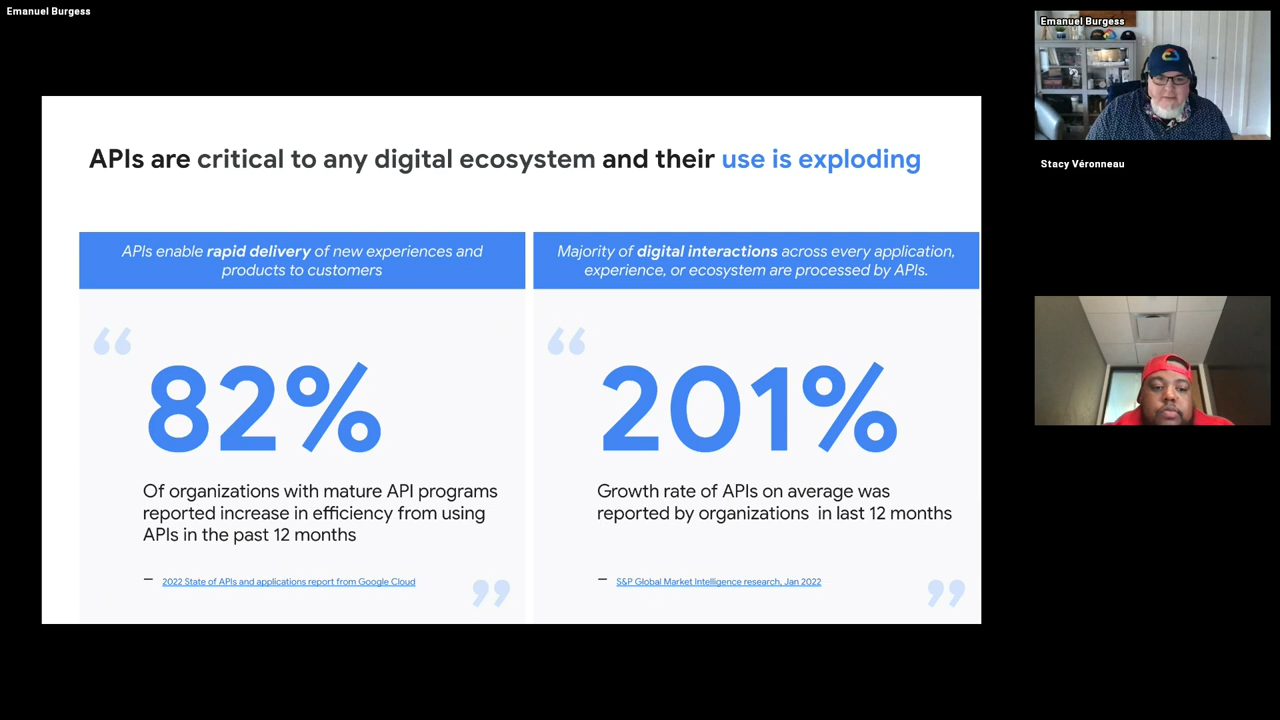 Emanuel Burgess
Emanuel Burgess
Stacy Véronneau
APIs are critical to any digital ecosystem and their use is exploding
APIs enable rapid delivery of new experiences and
products to customers
“
82%
Of organizations with mature API programs
reported increase in efficiency from using
APIs in the past 12 months
— 2022 State of APIs and applications report from Google Cloud
”
Majority of digital interactions across every application,
experience, or ecosystem are processed by APIs.
“
201%
Growth rate of APIs on average was
reported by organizations  in last 12 months
— S&P Global Market Intelligence research, Jan 2022
”